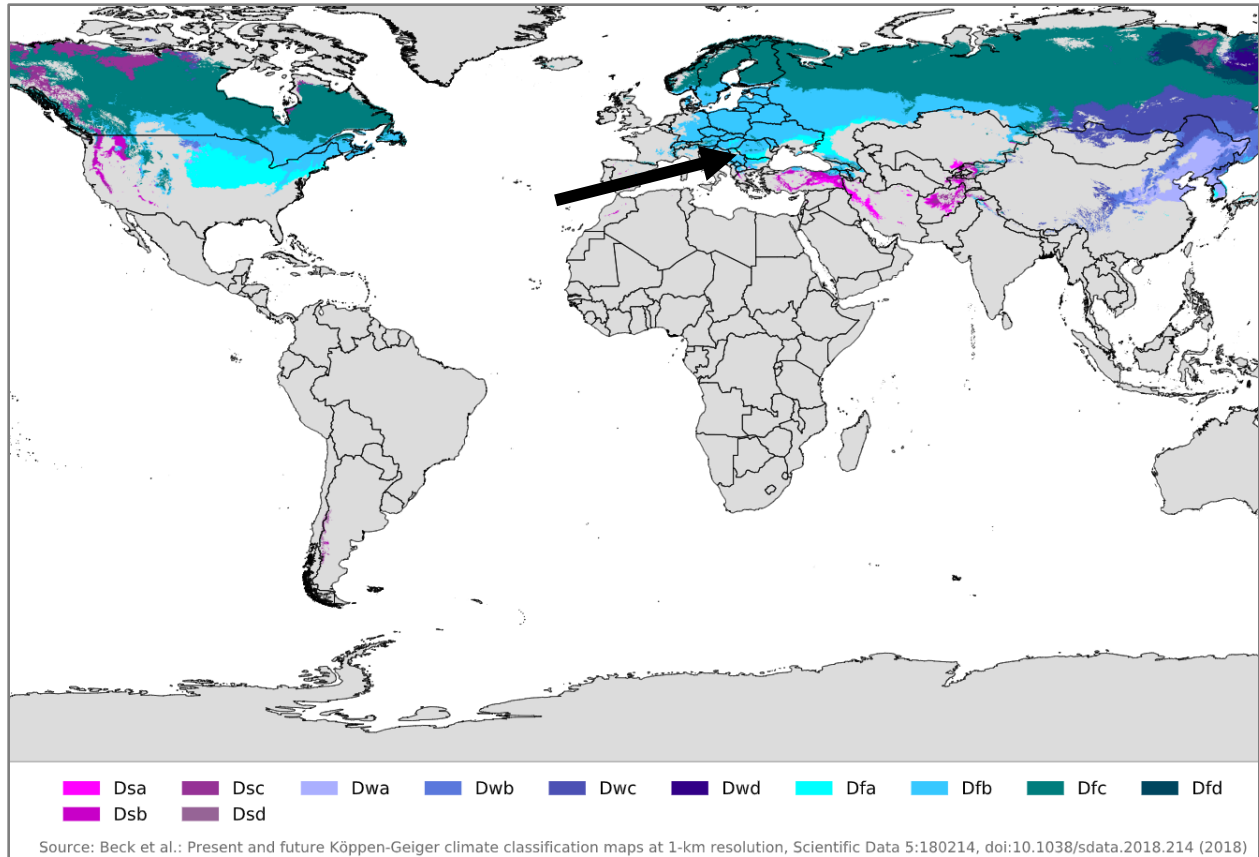 Dsa Dsc Dwa Dwb Dwc Dwd Dfa Dfb Dfc Dfd
Dsb Dsd
Source: Beck et al.: Present and future Köppen-Geiger climate classification maps at 1-km resolution, Scientific Data 5:180214, doi:10.1038/sdata.2018.214 (2018)